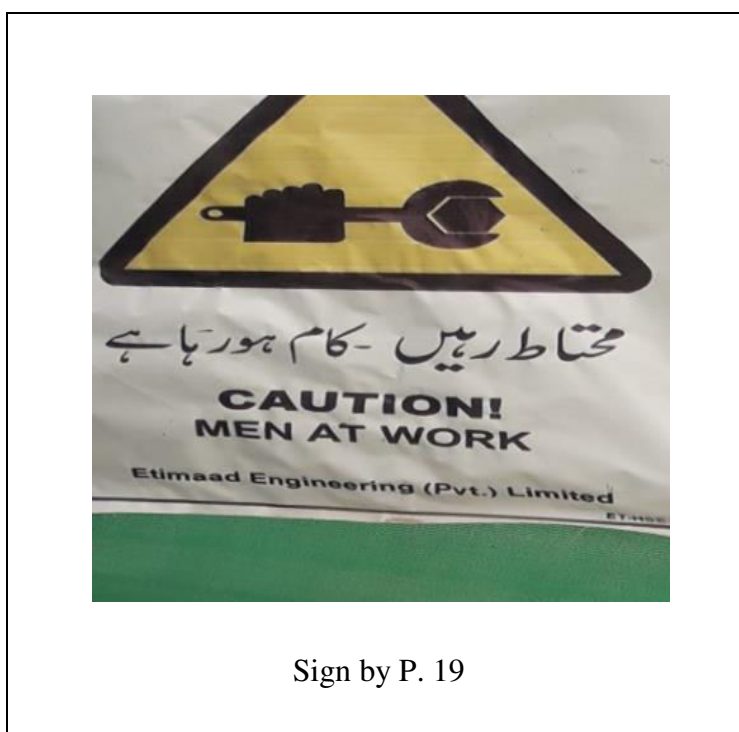 محتاط رہیں - کام ہو رہا ہے
CAUTION!
MEN AT WORK
Etimaad Engineering (Pvt.) Limited
Sign by P. 19